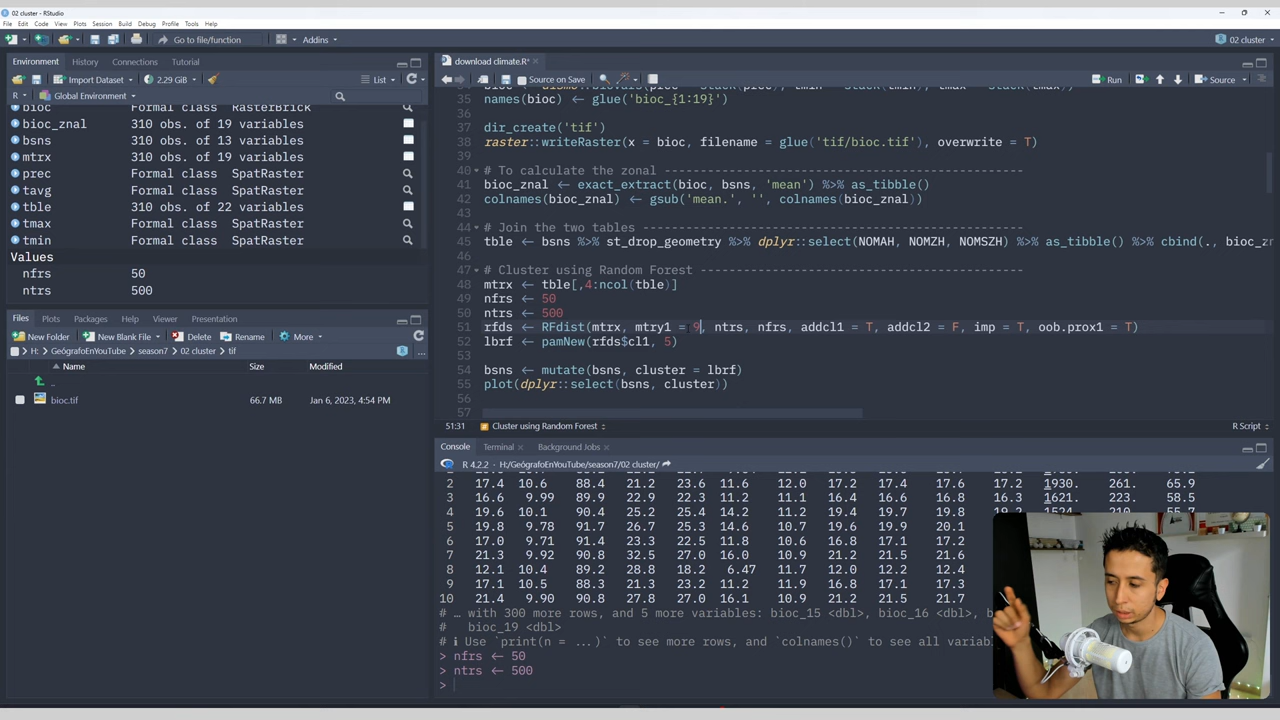 02 cluster - RStudio
File Edit Code View Plots Session Build Debug Profile Tools Help
Go to file/function Addins 02 cluster
Environment History Connections Tutorial
Import Dataset 2.29 GiB List
R Global Environment
bioc Formal class RasterBrick
bioc_znal 310 obs. of 19 variables
bsns 310 obs. of 13 variables
mtrx 310 obs. of 19 variables
prec Formal class SpatRaster
tavg Formal class SpatRaster
tble 310 obs. of 22 variables
tmax Formal class SpatRaster
tmin Formal class SpatRaster
Values
nfrs 50
ntrs 500
Files Plots Packages Help Viewer Presentation
New Folder New Blank File Delete Rename More
H: GeógrafoEnYouTube season7 02 cluster tif
Name Size Modified
..
bioc.tif 66.7 MB Jan 6, 2023, 4:54 PM
download climate.R*
Source on Save Run Source
35 names(bioc) ← glue('bioc_{1:19}')
36
37 dir_create('tif')
38 raster::writeRaster(x = bioc, filename = glue('tif/bioc.tif'), overwrite = T)
39
40 # To calculate the zonal ----------------------------------------------
41 bioc_znal ← exact_extract(bioc, bsns, 'mean') %>% as_tibble()
42 colnames(bioc_znal) ← gsub('mean.', '', colnames(bioc_znal))
43
44 # Join the two tables ----------------------------------------------
45 tble ← bsns %>% st_drop_geometry %>% dplyr::select(NOMAH, NOMZH, NOMSZH) %>% as_tibble() %>% cbind(., bioc_z
46
47 # Cluster using Random Forest ----------------------------------------------
48 mtrx ← tble[,4:ncol(tble)]
49 nfrs ← 50
50 ntrs ← 500
51 rfds ← RFdist(mtrx, mtry1 = 9, ntrs, nfrs, addcl1 = T, addcl2 = F, imp = T, oob.prox1 = T)
52 lbrf ← pamNew(rfds$cl1, 5)
53
54 bsns ← mutate(bsns, cluster = lbrf)
55 plot(dplyr::select(bsns, cluster))
56
57
51:31 Cluster using Random Forest R Script
Console Terminal Background Jobs
R 4.2.2 · H:/GeógrafoEnYouTube/season7/02 cluster/
2 17.4 10.6 88.4 21.2 23.6 11.6 12.0 17.2 17.4 17.6 17.2 1930. 261. 65.9
3 16.6 9.99 89.9 22.9 22.3 11.1 11.2 16.4 16.6 16.8 16.3 1621. 223. 58.5
4 19.6 10.1 90.4 25.2 25.4 14.2 11.2 19.4 19.6 19.8 19.2 1524. 210. 55.7
5 19.8 9.78 91.7 26.7 25.3 14.6 10.7 19.6 19.9 20.1
6 17.0 9.71 91.4 23.3 22.5 11.8 10.6 16.8 17.1 17.2
7 21.3 9.92 90.8 32.5 27.0 16.0 10.9 21.2 21.5 21.6
8 12.1 10.4 89.2 28.8 18.2 6.47 11.7 12.0 12.2 12.4
9 17.1 10.5 88.3 21.3 23.2 11.2 11.9 16.8 17.1 17.3
10 21.4 9.90 90.8 27.8 27.0 16.1 10.9 21.2 21.5 21.7
# … with 300 more rows, and 5 more variables: bioc_15 <dbl>, bioc_16 <dbl>,
# bioc_19 <dbl>
# ℹ Use `print(n = ...)` to see more rows, and `colnames()` to see all variab
> nfrs ← 50
> ntrs ← 500
>